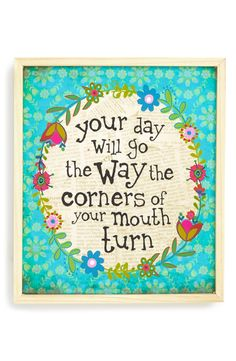 your day
will go
the way the
corners of
your mouth
turn